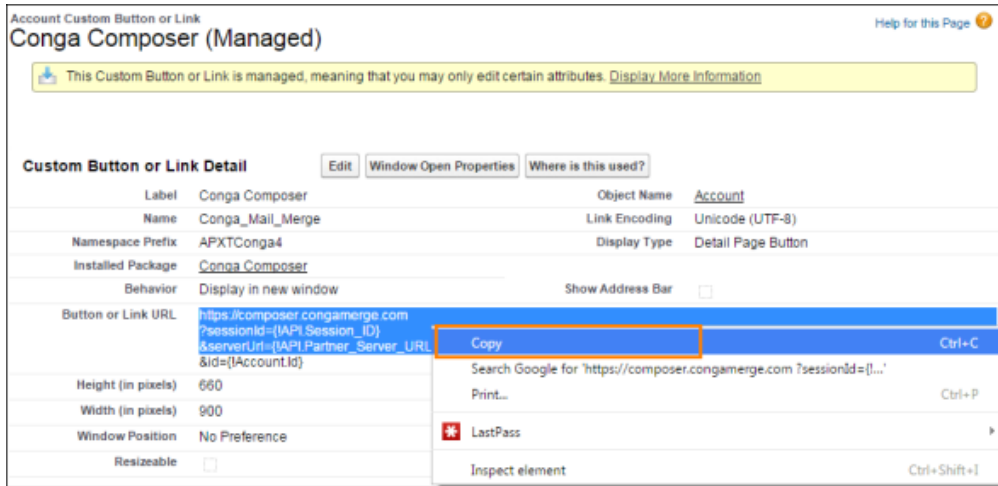 Account Custom Button or Link
Conga Composer (Managed)
Help for this Page
This Custom Button or Link is managed, meaning that you may only edit certain attributes. Display More Information
Custom Button or Link Detail
Edit
Window Open Properties
Where is this used?
Label Conga Composer Object Name Account
Name Conga_Mail_Merge Link Encoding Unicode (UTF-8)
Namespace Prefix APXTConga4 Display Type Detail Page Button
Installed Package Conga Composer
Behavior Display in new window Show Address Bar
Button or Link URL https://composer.congamerge.com
?sessionId={!API.Session_ID}
&serverUrl={!API.Partner_Server_URL
&id={!Account.Id}
Height (in pixels) 660
Width (in pixels) 900
Window Position No Preference
Resizeable
Copy Ctrl+C
Search Google for 'https://composer.congamerge.com ?sessionId={!...'
Print... Ctrl+P
LastPass
Inspect element Ctrl+Shift+I